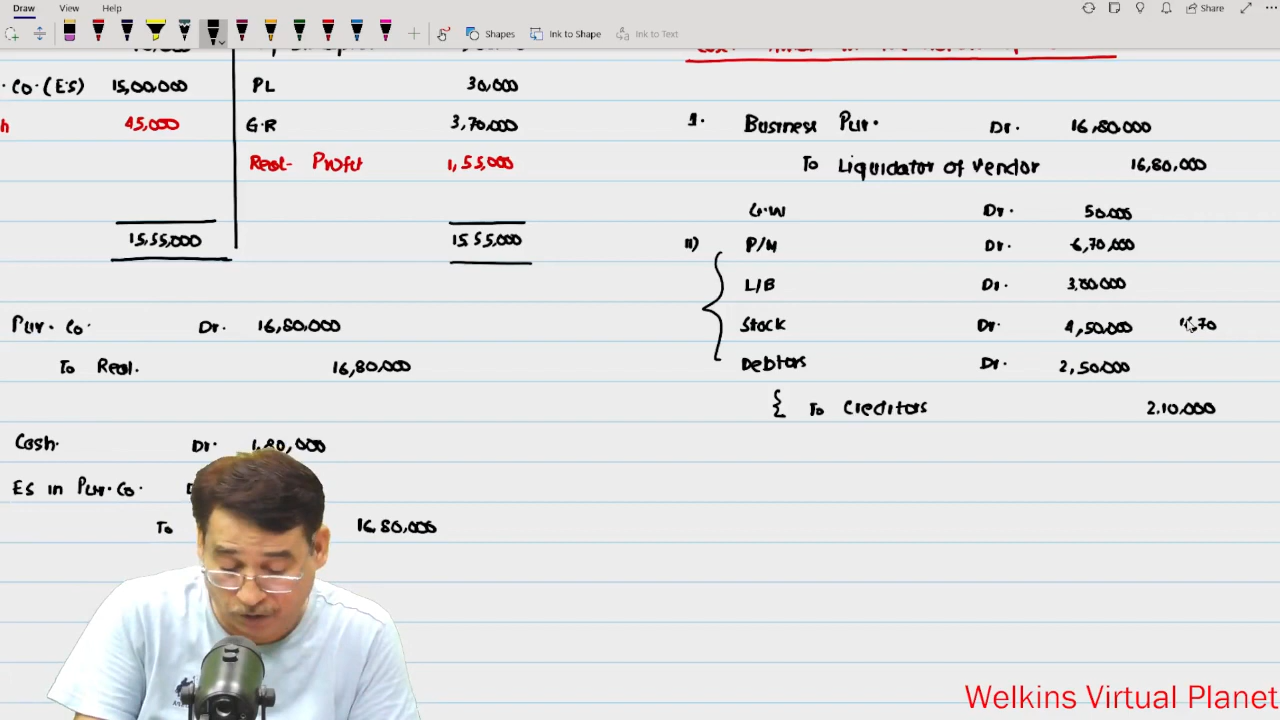 Draw View Help
Share
Shapes Ink to Shape Ink to Text
Co. (E.S) 15,00,000 PL 30,000
45,000 G.R 3,70,000
Real. Profit 1,55,000
15,55,000 15,55,000
Pur. Co. Dr. 16,80,000
To Real. 16,80,000
Cash. Dr. 1,80,000
ES in Pur. Co.
To 16,80,000
1. Business Pur. Dr. 16,80,000
To Liquidator of Vendor 16,80,000
G.W Dr. 50,000
11) P/M Dr. 6,70,000
L/B Dr. 3,80,000
Stock Dr. 4,50,000
Debtors Dr. 2,50,000
{ To Creditors 2,10,000
Welkins Virtual Planet